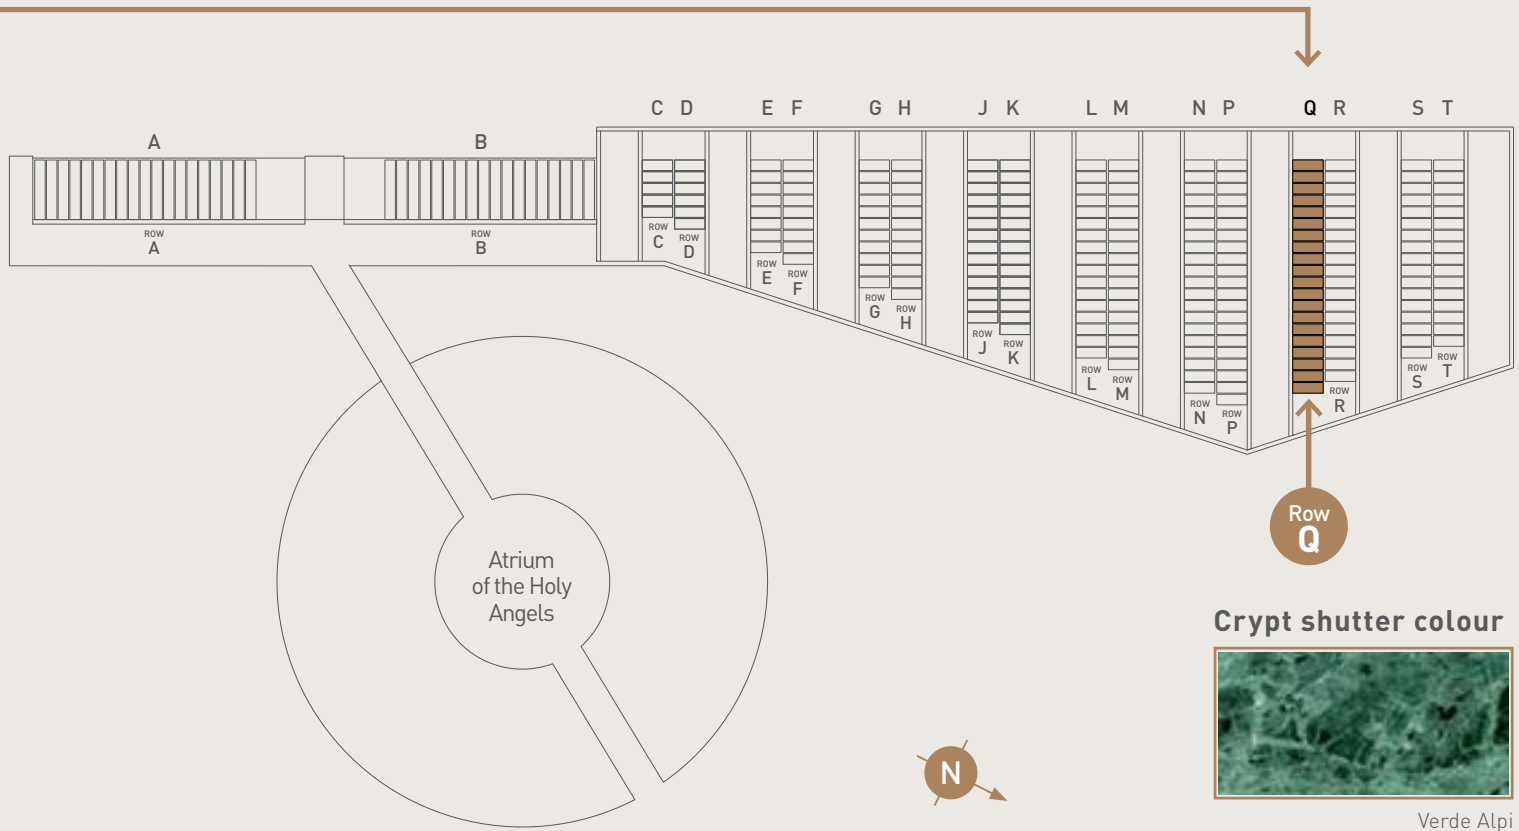 C D E F G H J K L M N P Q R S T
A B
ROW
A
ROW
B
ROW
C
ROW
D
ROW
E
ROW
F
ROW
G
ROW
H
ROW
J
ROW
K
ROW
L
ROW
M
ROW
N
ROW
P
ROW
R
ROW
S
ROW
T
Row
Q
Atrium
of the Holy
Angels
N
Crypt shutter colour
Verde Alpi